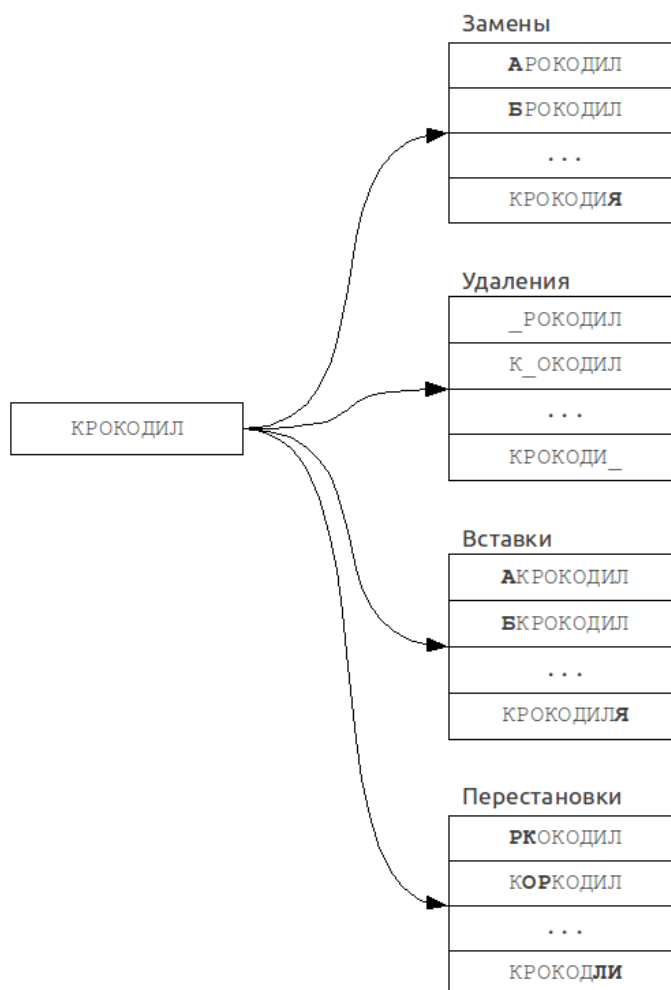 Замены
АРОКОДИЛ
БРОКОДИЛ
...
КРОКОДИЯ
Удаления
_РОКОДИЛ
К_ОКОДИЛ
...
КРОКОДИ_
КРОКОДИЛ
Вставки
АКРОКОДИЛ
БКРОКОДИЛ
...
КРОКОДИЛЯ
Перестановки
РКОКОДИЛ
КОРКОДИЛ
...
КРОКОДЛИ